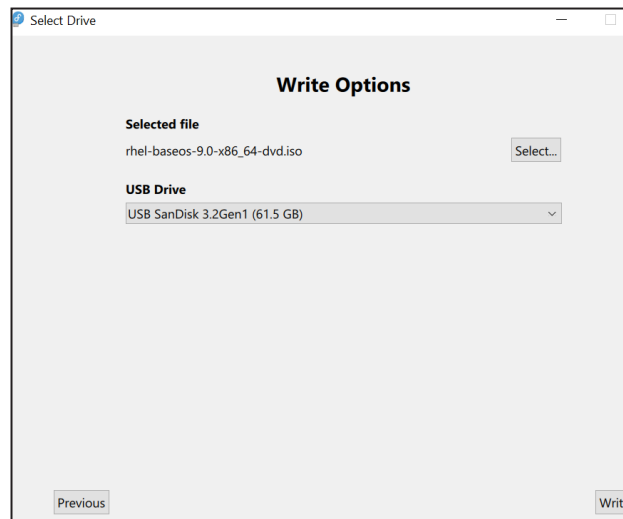 Select Drive
Write Options
Selected file
rhel-baseos-9.0-x86_64-dvd.iso
Select...
USB Drive
USB SanDisk 3.2Gen1 (61.5 GB)
Previous
Writ